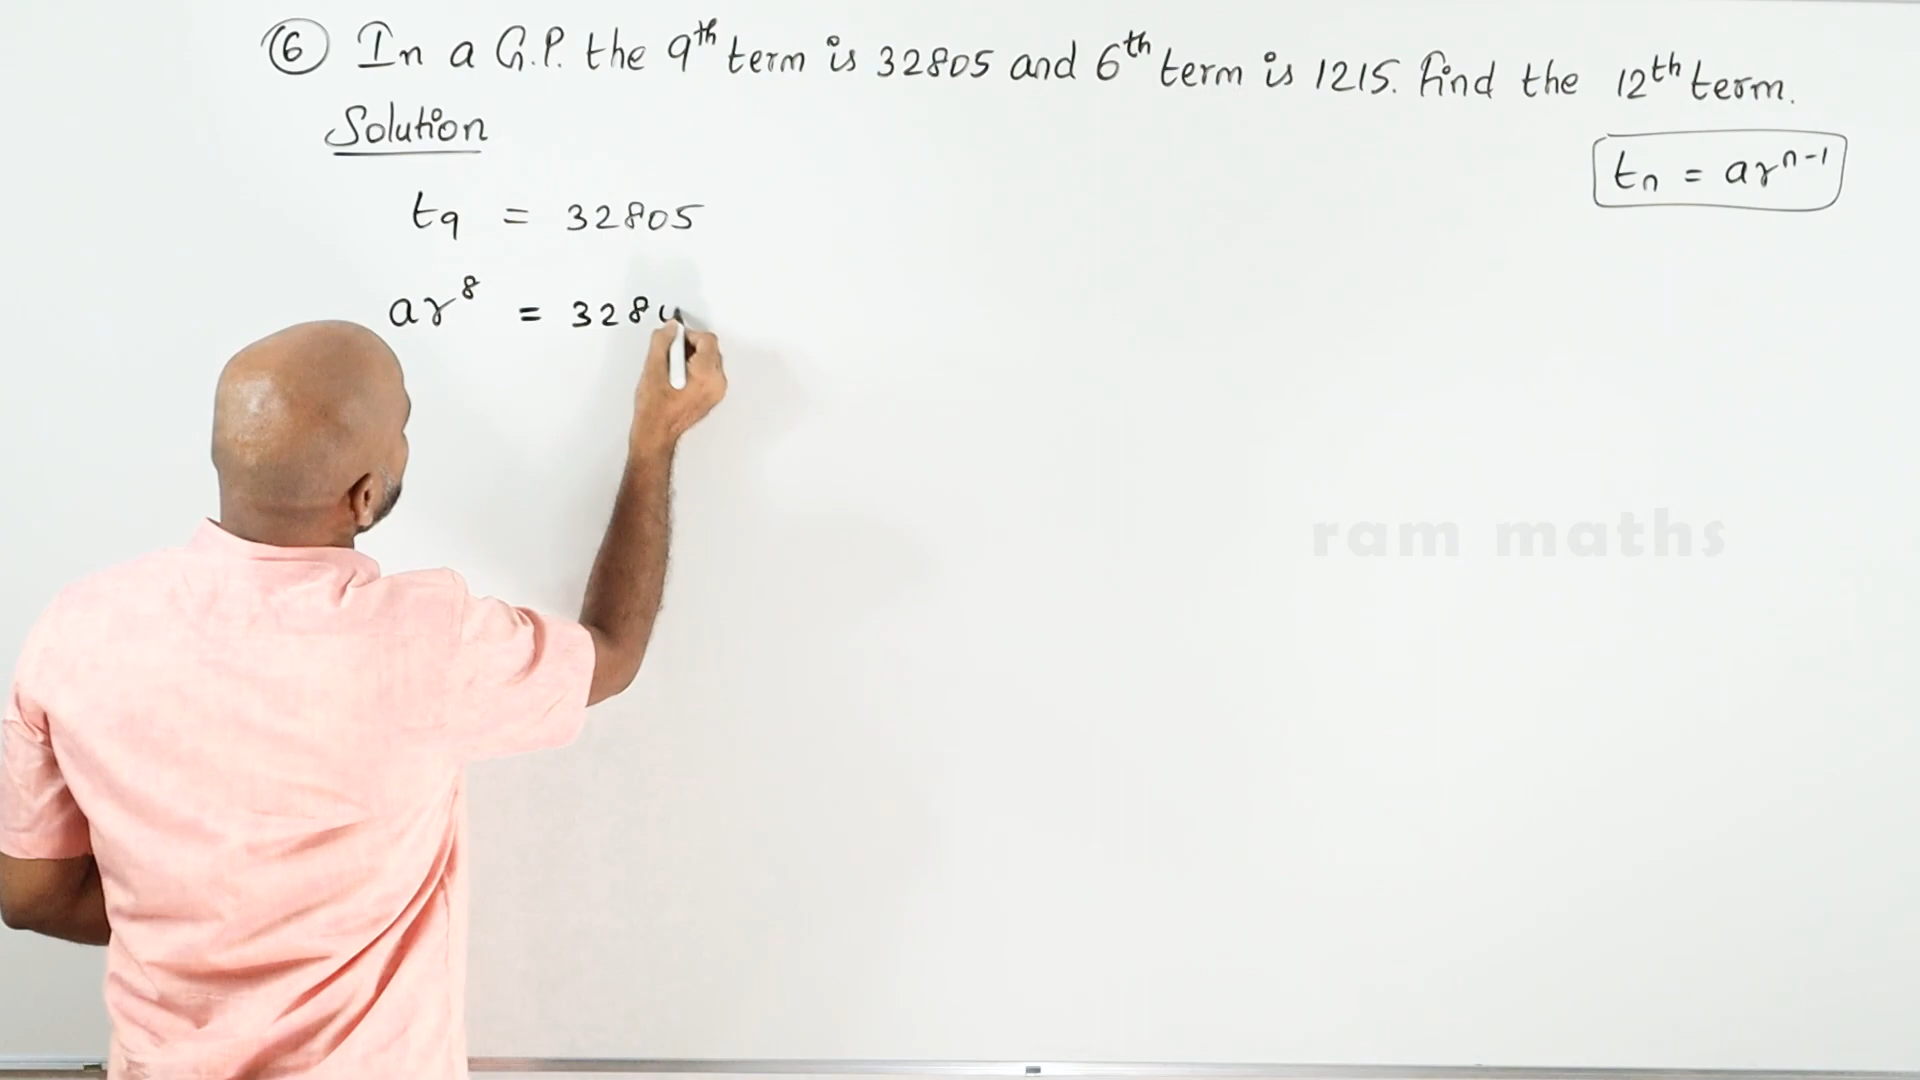 6 In a G.P. the 9th term is 32805 and 6th term is 1215. Find the 12th term.
Solution
tn = ar^n-1
t9 = 32805
ar^8 = 328
ram maths